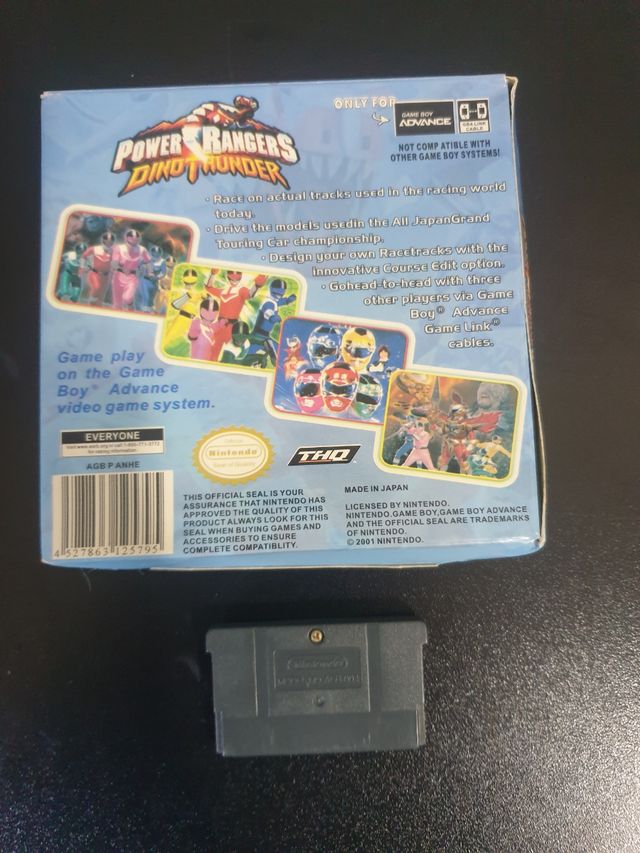 ONLY FOR
GAME BOY
ADVANCE
GBA LINK
CABLE
NOT COMP ATIBLE WITH
OTHER GAME BOY SYSTEMS!
POWER RANGERS
DINO THUNDER
· Race on actual tracks used in the racing world
today.
· Drive the models usedin the All JapanGrand
Touring Car championship.
· Design your own Racetracks with the
innovative Course Edit option.
· Gohead-to-head with three
other players via Game
Boy® Advance
Game Link®
cables.
Game play
on the Game
Boy® Advance
video game system.
EVERYONE
AGB P ANHE
Official
Nintendo
Seal of Quality
THQ
4 527863 125795
THIS OFFICIAL SEAL IS YOUR
ASSURANCE THAT NINTENDO HAS
APPROVED THE QUALITY OF THIS
PRODUCT ALWAYS LOOK FOR THIS
SEAL WHEN BUYING GAMES AND
ACCESSORIES TO ENSURE
COMPLETE COMPATIBLITY.
MADE IN JAPAN
LICENSED BY NINTENDO.
NINTENDO.GAME BOY,GAME BOY ADVANCE
AND THE OFFICIAL SEAL ARE TRADEMARKS
OF NINTENDO.
© 2001 NINTENDO.